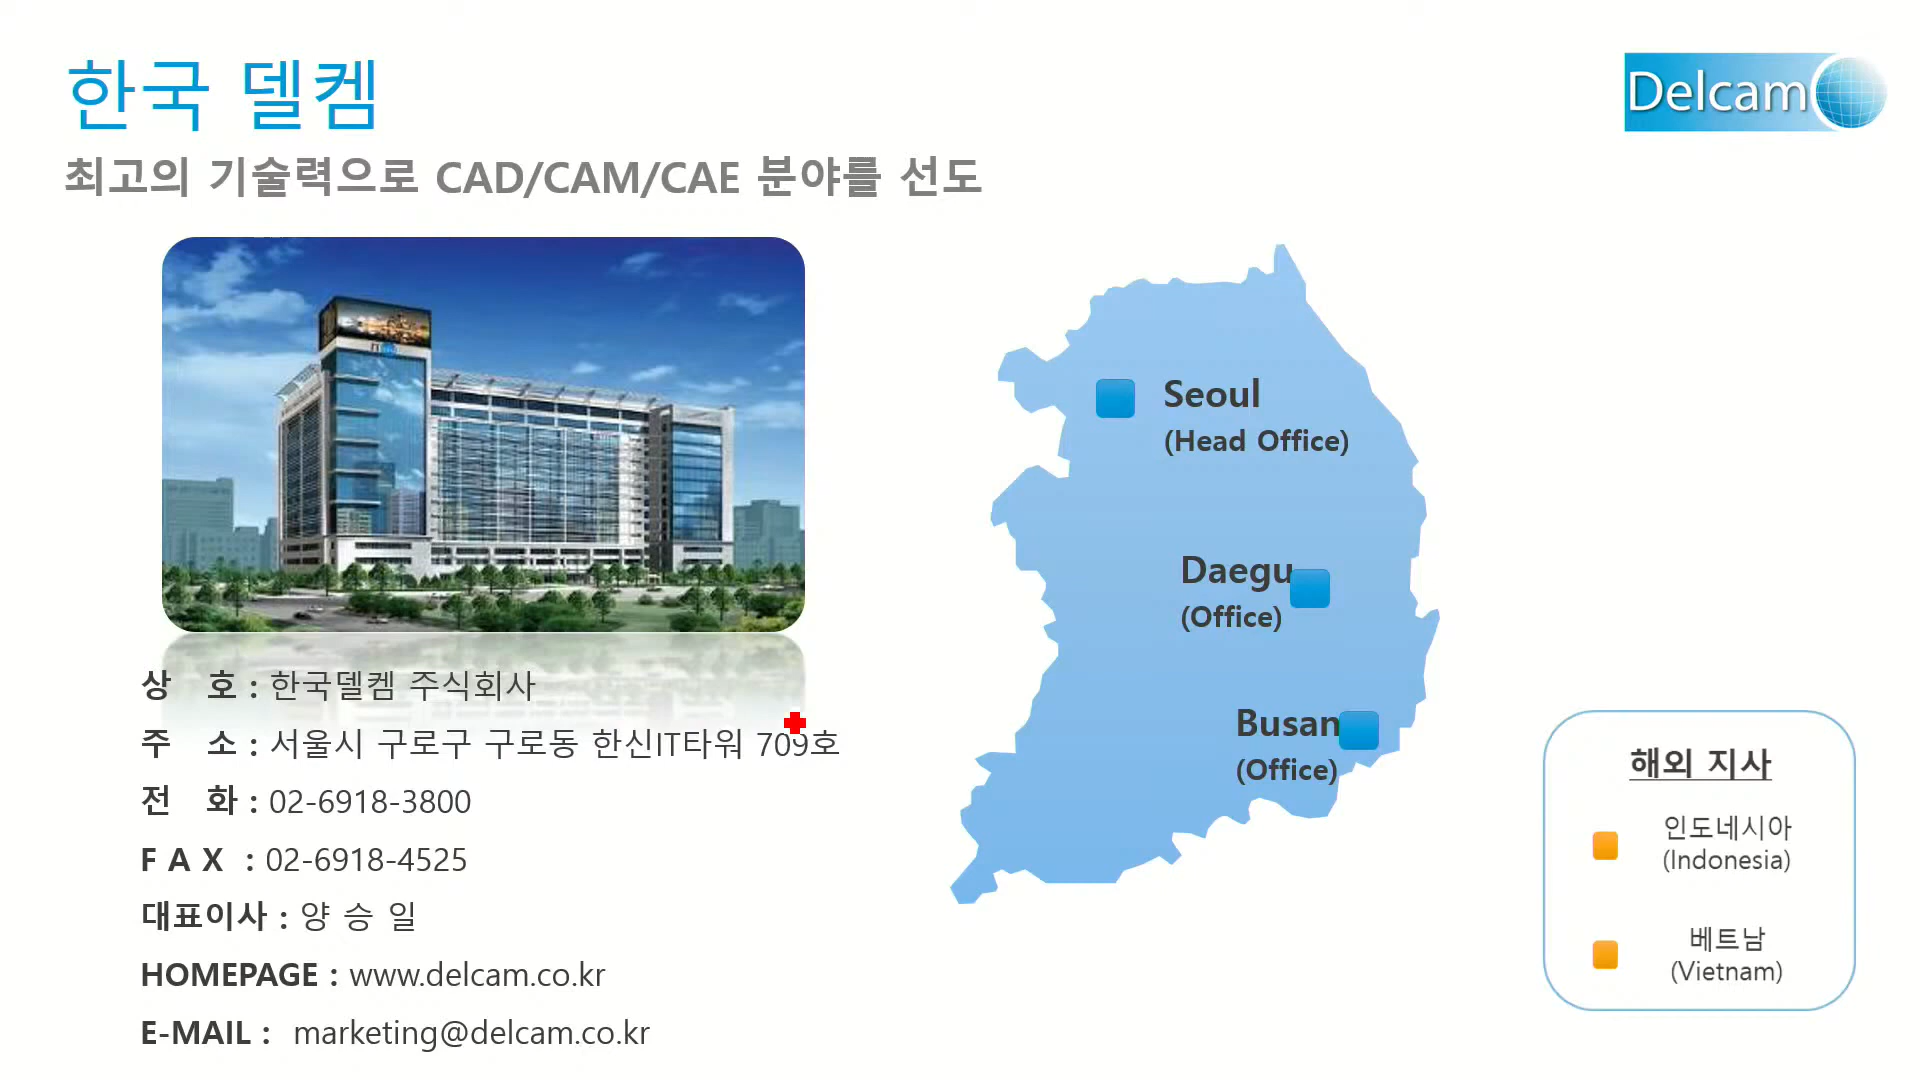 한국 델켐
Delcam
최고의 기술력으로 CAD/CAM/CAE 분야를 선도
상 호 : 한국델켐 주식회사
주 소 : 서울시 구로구 구로동 한신IT타워 709호
전 화 : 02-6918-3800
F A X : 02-6918-4525
대표이사 : 양 승 일
HOMEPAGE : www.delcam.co.kr
E-MAIL : marketing@delcam.co.kr
Seoul
(Head Office)
Daegu
(Office)
Busan
(Office)
해외 지사
인도네시아
(Indonesia)
베트남
(Vietnam)